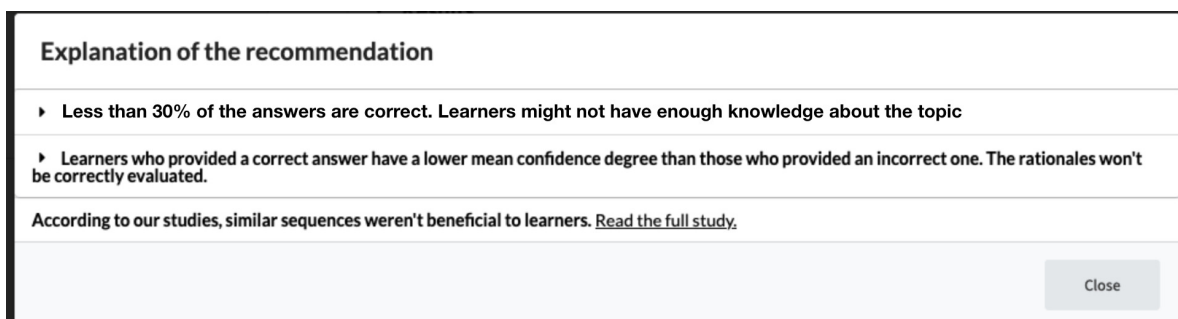 Explanation of the recommendation
Less than 30% of the answers are correct. Learners might not have enough knowledge about the topic
Learners who provided a correct answer have a lower mean confidence degree than those who provided an incorrect one. The rationales won't
be correctly evaluated.
According to our studies, similar sequences weren't beneficial to learners. Read the full study.
Close